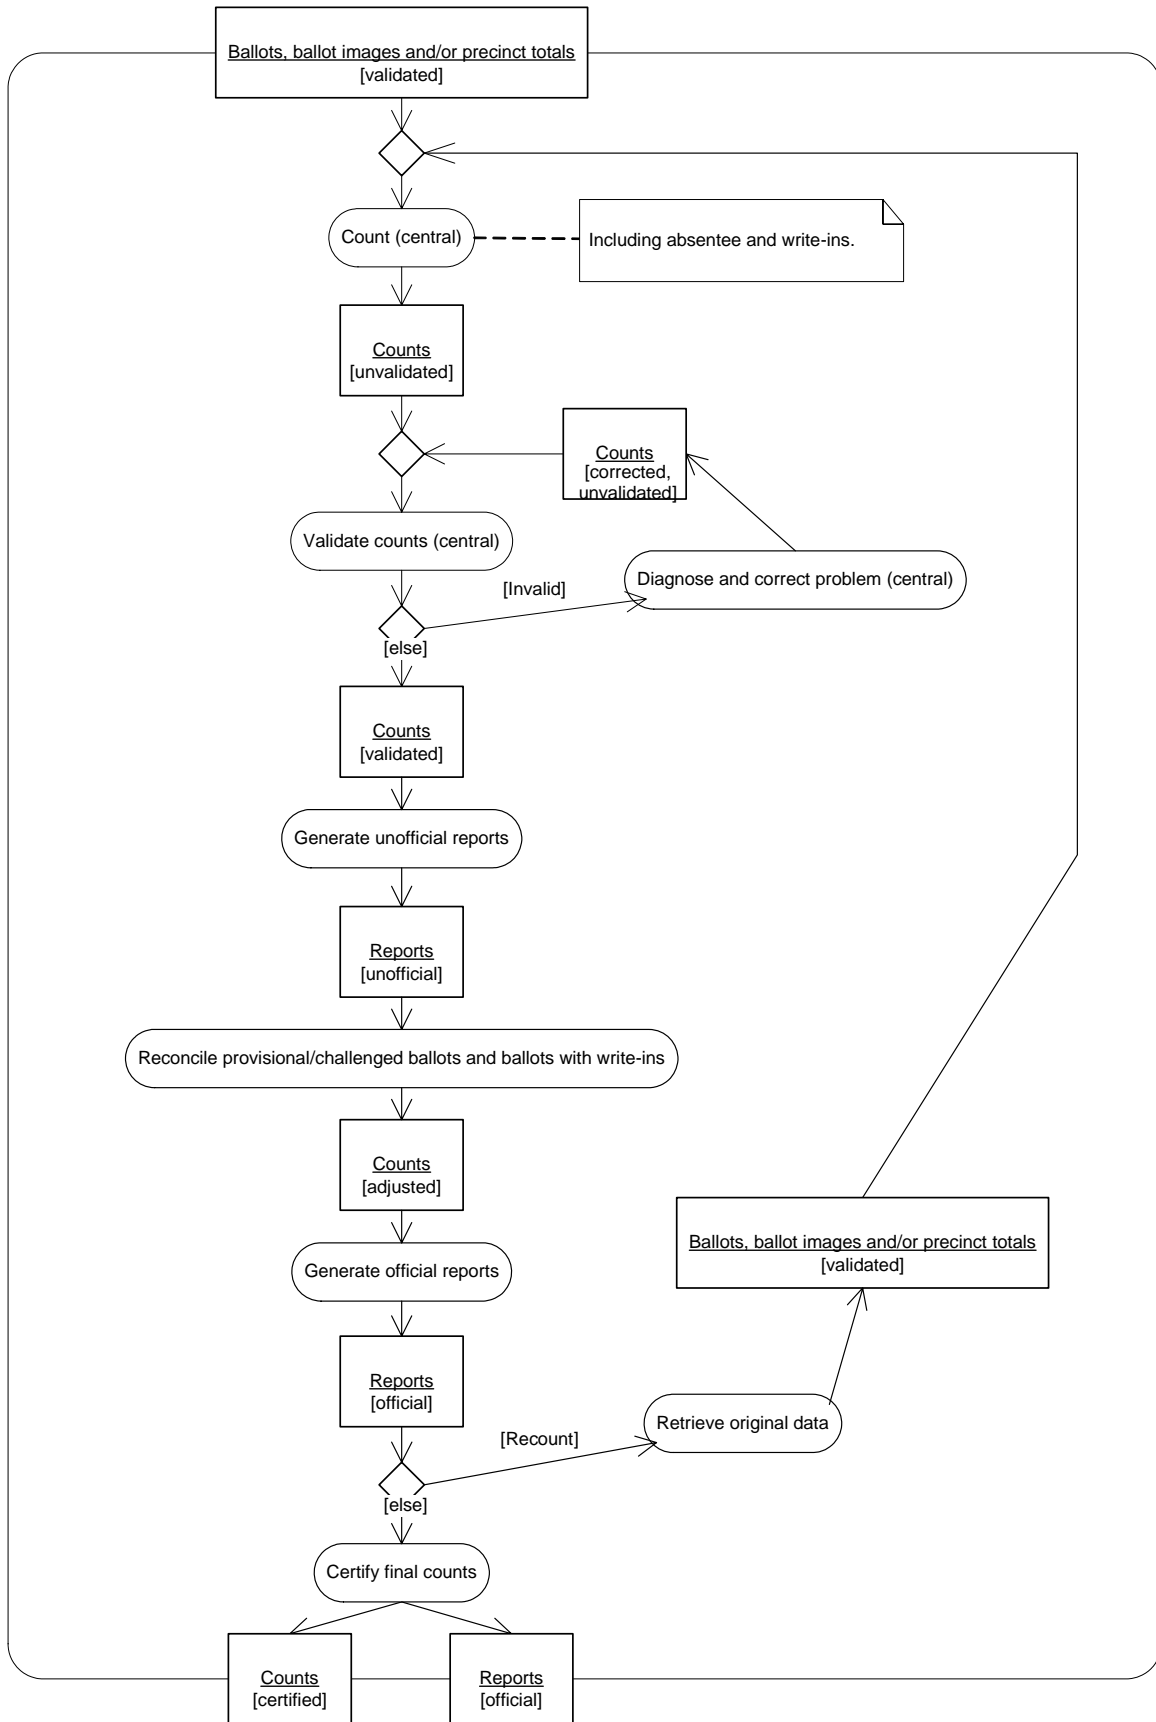 Ballots, ballot images and/or precinct totals
[validated]
Count (central)
Including absentee and write-ins.
Counts
[unvalidated]
Counts
[corrected,
unvalidated]
Validate counts (central)
Diagnose and correct problem (central)
[Invalid]
[else]
Counts
[validated]
Generate unofficial reports
Reports
[unofficial]
Reconcile provisional/challenged ballots and ballots with write-ins
Counts
[adjusted]
Ballots, ballot images and/or precinct totals
[validated]
Generate official reports
Reports
[official]
Retrieve original data
[Recount]
[else]
Certify final counts
Counts
[certified]
Reports
[official]